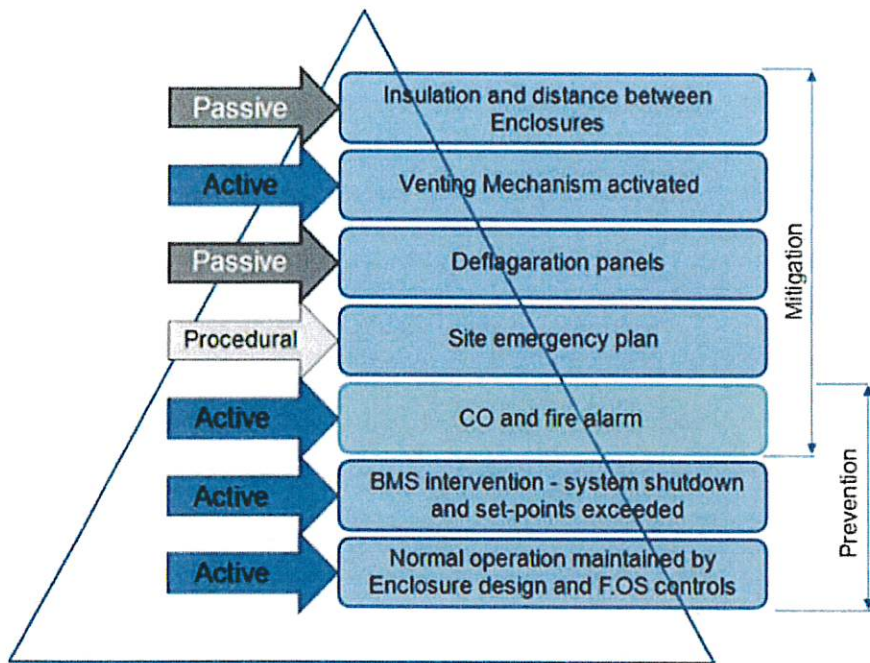 Passive
Insulation and distance between
Enclosures
Active
Venting Mechanism activated
Passive
Deflagaration panels
Procedural
Site emergency plan
Active
CO and fire alarm
Active
BMS intervention - system shutdown
and set-points exceeded
Active
Normal operation maintained by
Enclosure design and F.OS controls
Mitigation
Prevention